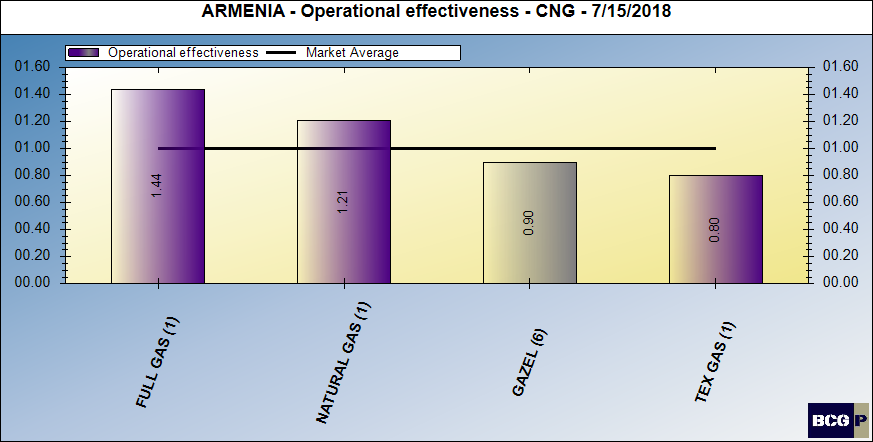 ARMENIA - Operational effectiveness - CNG - 7/15/2018
Operational effectiveness Market Average
01.60 01.60
01.40 01.40
01.20 01.20
01.00 01.00
00.80 00.80
00.60 00.60
00.40 00.40
00.20 00.20
00.00 00.00
1.44
1.21
0.90
0.80
FULL GAS (1)
NATURAL GAS (1)
GAZEL (6)
TEX GAS (1)
BCG P